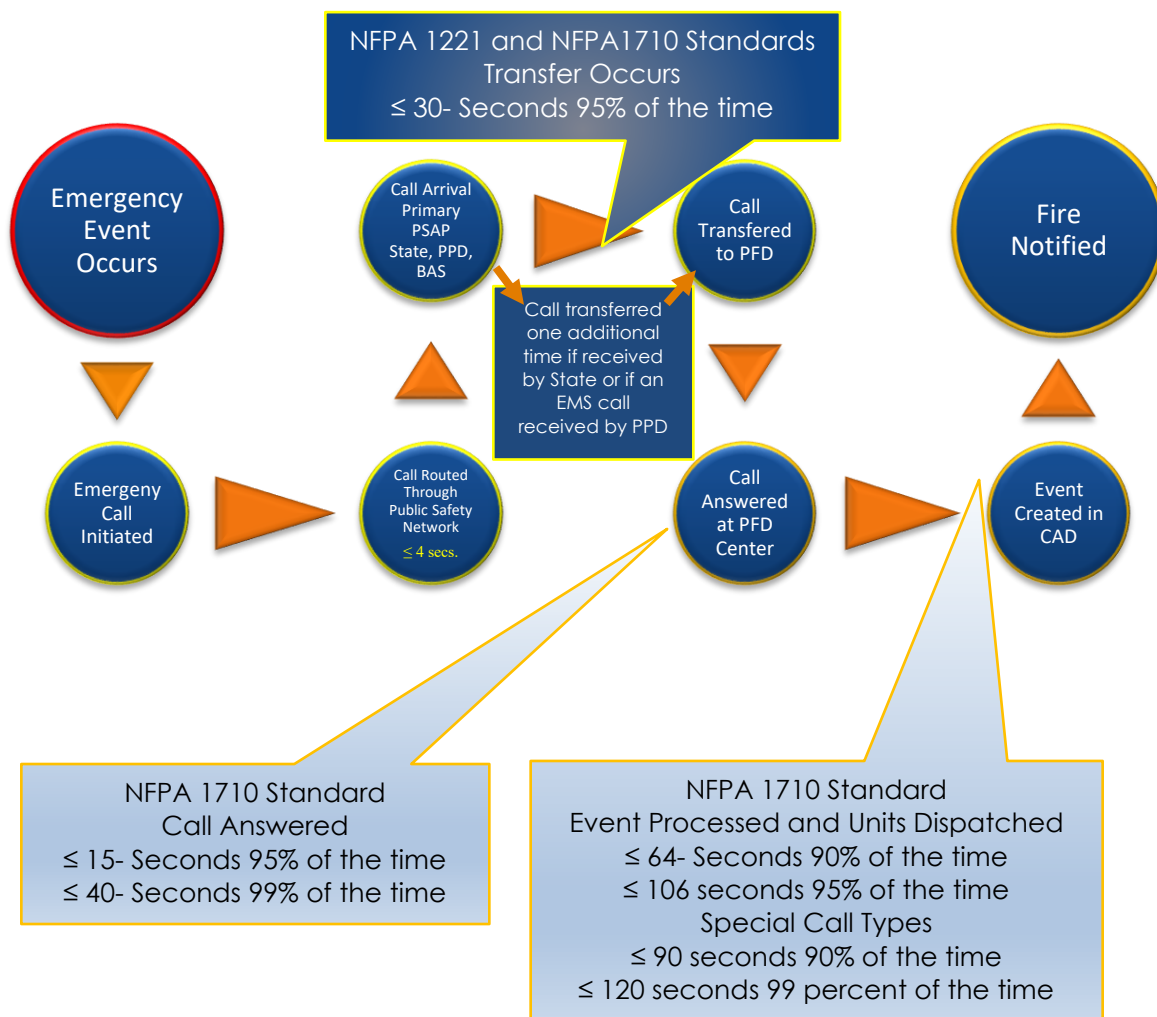 NFPA 1221 and NFPA1710 Standards
Transfer Occurs
≤ 30- Seconds 95% of the time
Emergency
Event
Occurs
Call Arrival
Primary
PSAP
State, PPD,
BAS
Call
Transfered
to PFD
Fire
Notified
Call transferred
one additional
time if received
by State or if an
EMS call
received by PPD
Emergeny
Call
Initiated
Call Routed
Through
Public Safety
Network
≤ 4 secs.
Call
Answered
at PFD
Center
Event
Created in
CAD
NFPA 1710 Standard
Call Answered
≤ 15- Seconds 95% of the time
≤ 40- Seconds 99% of the time
NFPA 1710 Standard
Event Processed and Units Dispatched
≤ 64- Seconds 90% of the time
≤ 106 seconds 95% of the time
Special Call Types
≤ 90 seconds 90% of the time
≤ 120 seconds 99 percent of the time